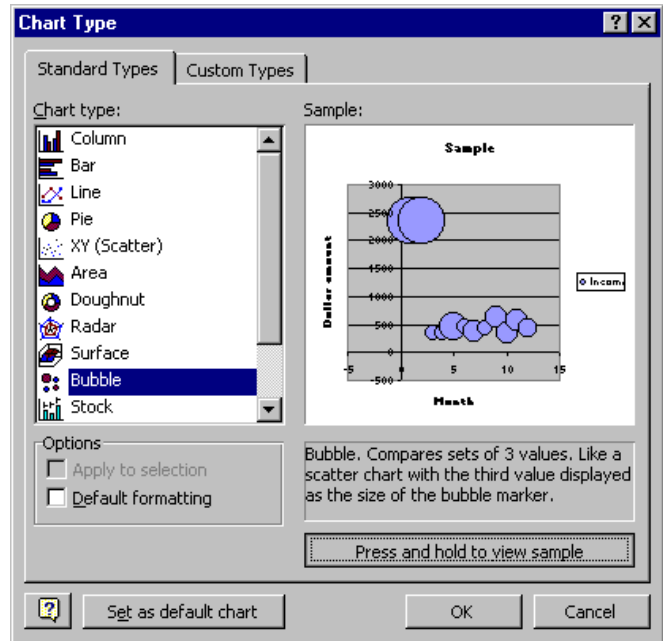 Chart Type
Standard Types
Custom Types
Chart type:
Column
Bar
Line
Pie
XY (Scatter)
Area
Doughnut
Radar
Surface
Bubble
Stock
Options
Apply to selection
Default formatting
Sample:
Sample
3000
2500
2000
1500
1000
500
0
-500
-5
0
5
10
15
Dollar amount
Month
Incom
Bubble. Compares sets of 3 values. Like a
scatter chart with the third value displayed
as the size of the bubble marker.
Press and hold to view sample
Set as default chart
OK
Cancel